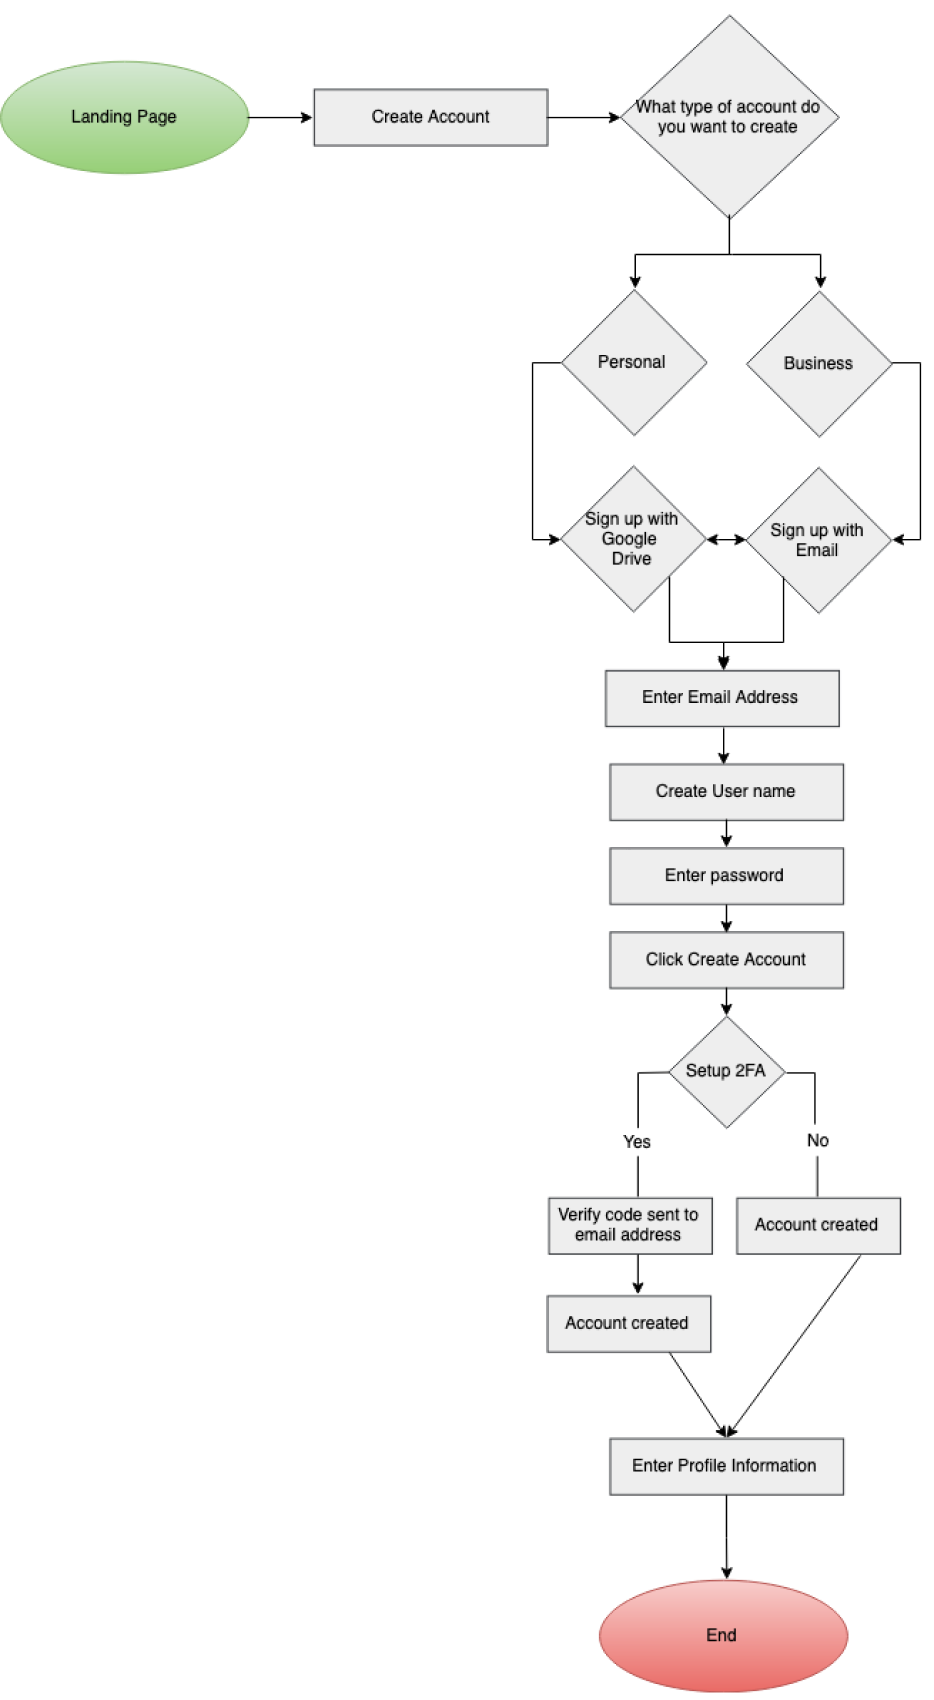 Landing Page
Create Account
What type of account do
you want to create
Personal
Business
Sign up with
Google
Drive
Sign up with
Email
Enter Email Address
Create User name
Enter password
Click Create Account
Setup 2FA
Yes
No
Verify code sent to
email address
Account created
Account created
Enter Profile Information
End